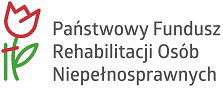 Państwowy Fundusz
Rehabilitacji Osób
Niepełnosprawnych